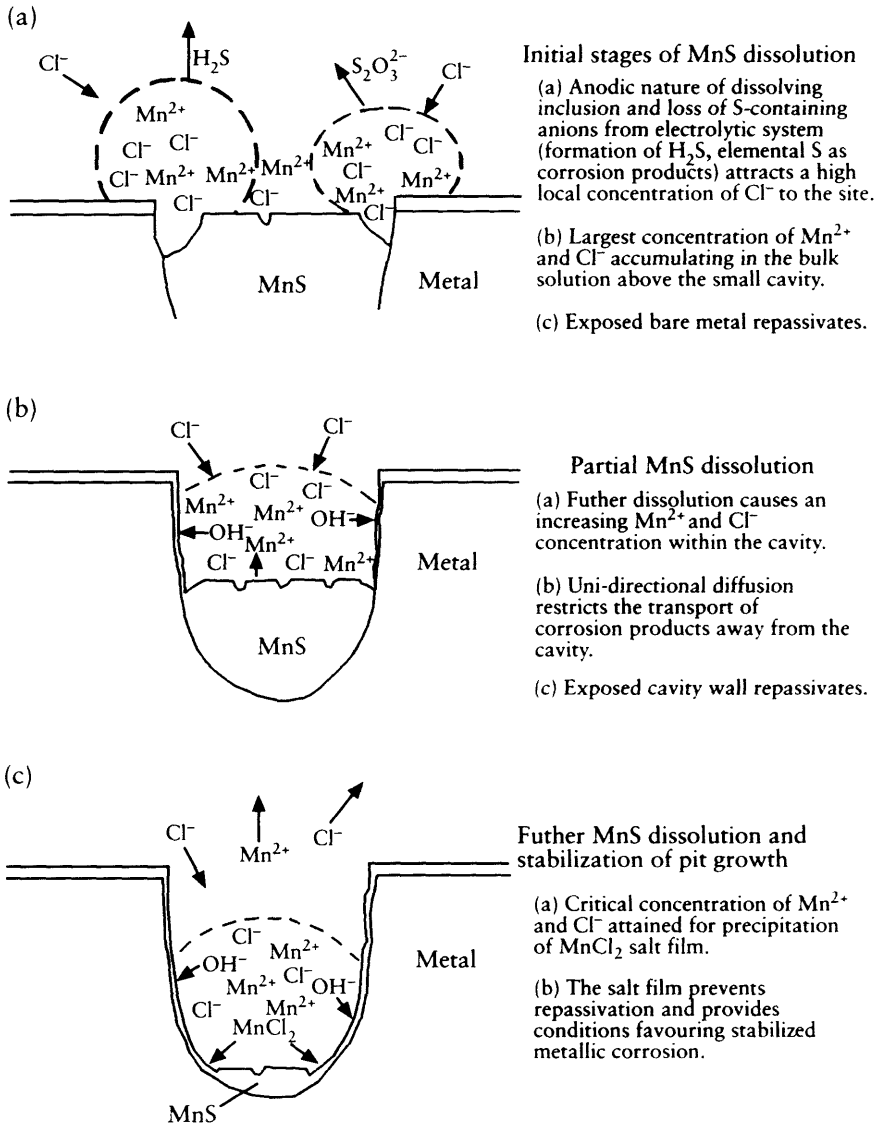 (a)
H₂S
Cl⁻
S₂O₃²⁻
Cl⁻
Mn²⁺
Cl⁻
Cl⁻
Cl⁻
Mn²⁺
Mn²⁺
Cl⁻
Mn²⁺
Cl⁻
Cl⁻
Cl⁻
Mn²⁺
Cl⁻
Mn²⁺
Mn²⁺
Cl⁻
MnS
Metal
Initial stages of MnS dissolution
(a) Anodic nature of dissolving
inclusion and loss of S-containing
anions from electrolytic system
(formation of H₂S, elemental S as
corrosion products) attracts a high
local concentration of Cl⁻ to the site.
(b) Largest concentration of Mn²⁺
and Cl⁻ accumulating in the bulk
solution above the small cavity.
(c) Exposed bare metal repassivates.
(b)
Cl⁻
Cl⁻
Cl⁻
Cl⁻
Mn²⁺
Mn²⁺
OH⁻
OH⁻
Mn²⁺
Cl⁻
Cl⁻
Mn²⁺
MnS
Metal
Partial MnS dissolution
(a) Futher dissolution causes an
increasing Mn²⁺ and Cl⁻
concentration within the cavity.
(b) Uni-directional diffusion
restricts the transport of
corrosion products away from the
cavity.
(c) Exposed cavity wall repassivates.
(c)
Cl⁻
Mn²⁺
Cl⁻
Cl⁻
Mn²⁺
OH⁻
Cl⁻
OH⁻
Mn²⁺
Cl⁻
Mn²⁺
MnCl₂
MnS
Metal
Futher MnS dissolution and
stabilization of pit growth
(a) Critical concentration of Mn²⁺
and Cl⁻ attained for precipitation
of MnCl₂ salt film.
(b) The salt film prevents
repassivation and provides
conditions favouring stabilized
metallic corrosion.